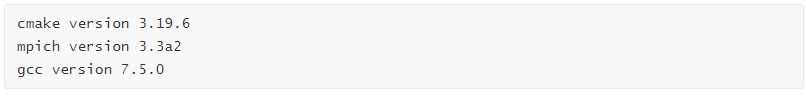 cmake version 3.19.6
mpich version 3.3a2
gcc version 7.5.0